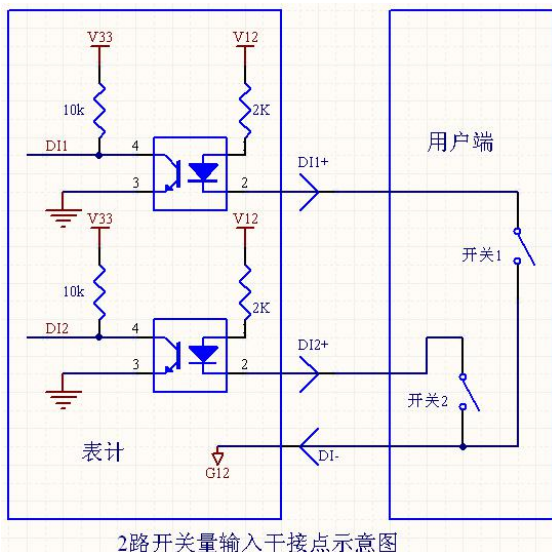 V33
V12
10k
2K
DI1
4
3
1
2
DI1+
用户端
开关1
V33
V12
10k
2K
DI2
4
3
1
2
DI2+
开关2
表计
G12
DI-
2路开关量输入干接点示意图